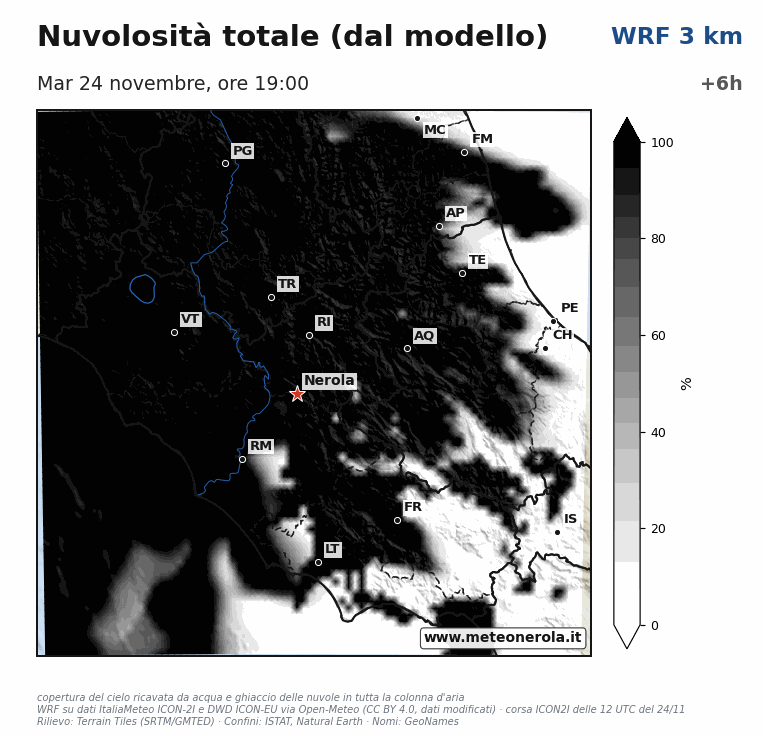 Nuvolosità totale (dal modello)
WRF 3 km
Mar 24 novembre, ore 19:00
+6h
MC
FM
PG
AP
TE
TR
PE
VT
RI
AQ
CH
Nerola
RM
FR
IS
LT
www.meteonerola.it
100
80
60
40
20
0
%
copertura del cielo ricavata da acqua e ghiaccio delle nuvole in tutta la colonna d'aria
WRF su dati ItaliaMeteo ICON-2I e DWD ICON-EU via Open-Meteo (CC BY 4.0, dati modificati) · corsa ICON2I delle 12 UTC del 24/11
Rilievo: Terrain Tiles (SRTM/GMTED) · Confini: ISTAT, Natural Earth · Nomi: GeoNames